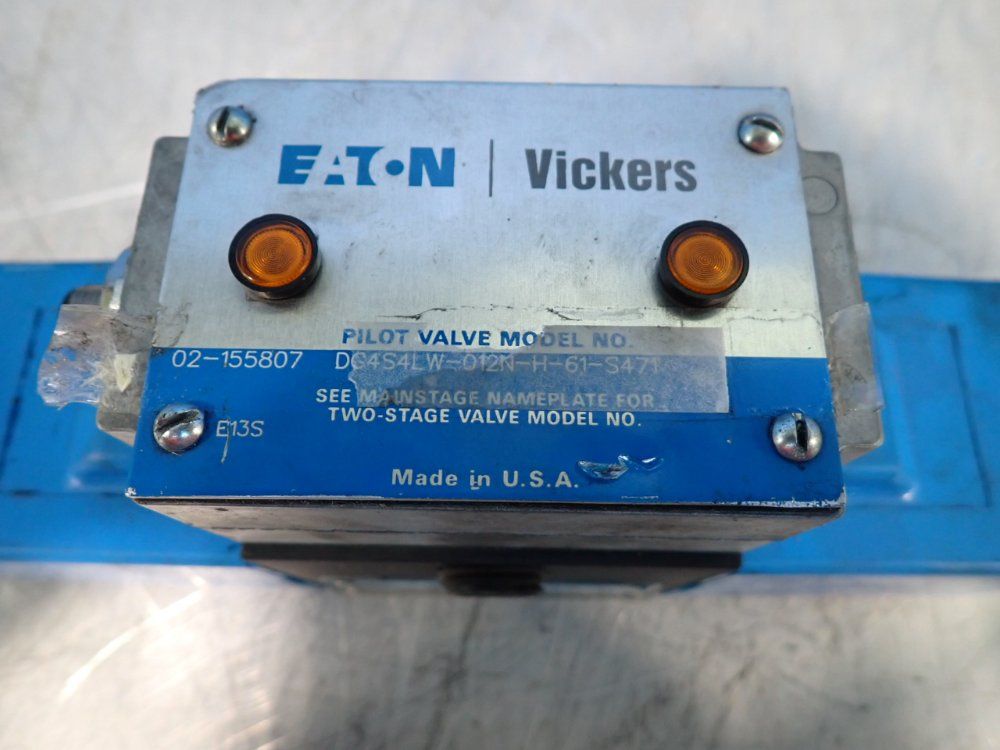 EATON | Vickers
PILOT VALVE MODEL NO.
02-155807 DG4S4LW-012N-H-61-S471
SEE MAINSTAGE NAMEPLATE FOR
TWO-STAGE VALVE MODEL NO.
E13S
Made in U.S.A.